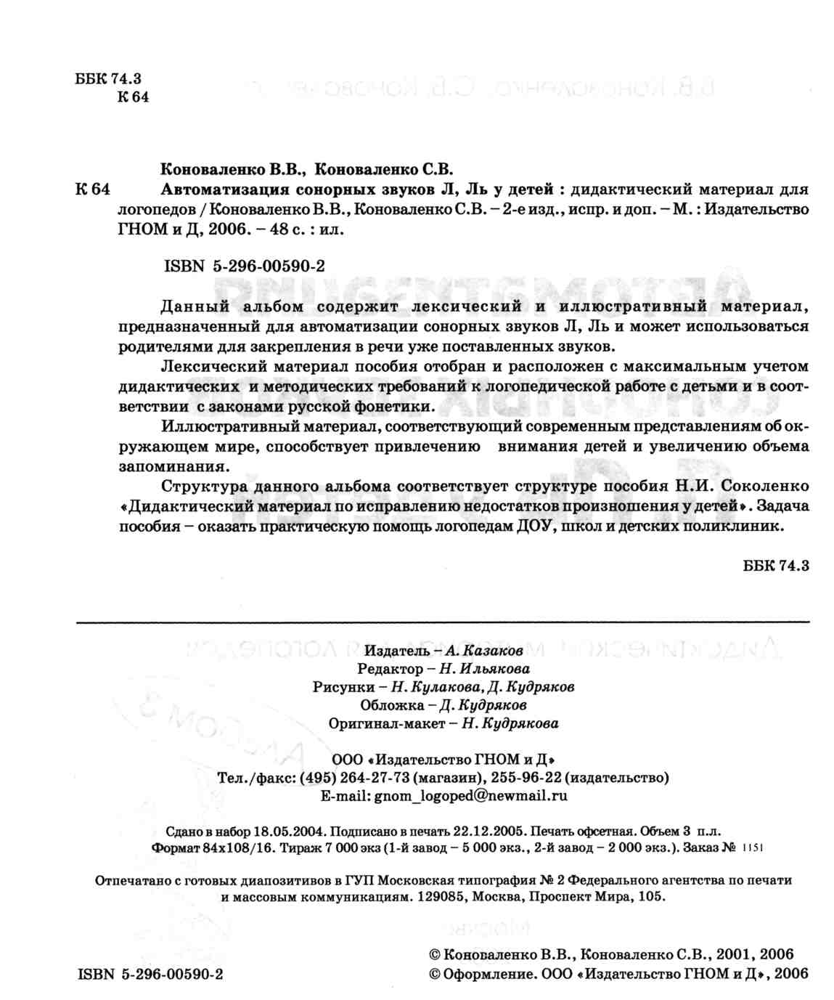 ББК 74.3
К 64
Коноваленко В.В., Коноваленко С.В.
К 64 Автоматизация сонорных звуков Л, Ль у детей : дидактический материал для
логопедов / Коноваленко В.В., Коноваленко С.В. – 2-е изд., испр. и доп. – М. : Издательство
ГНОМ и Д, 2006. – 48 с. : ил.
ISBN 5-296-00590-2
Данный альбом содержит лексический и иллюстративный материал,
предназначенный для автоматизации сонорных звуков Л, Ль и может использоваться
родителями для закрепления в речи уже поставленных звуков.
Лексический материал пособия отобран и расположен с максимальным учетом
дидактических и методических требований к логопедической работе с детьми и в соот-
ветствии с законами русской фонетики.
Иллюстративный материал, соответствующий современным представлениям об ок-
ружающем мире, способствует привлечению внимания детей и увеличению объема
запоминания.
Структура данного альбома соответствует структуре пособия Н.И. Соколенко
«Дидактический материал по исправлению недостатков произношения у детей». Задача
пособия – оказать практическую помощь логопедам ДОУ, школ и детских поликлиник.
ББК 74.3
Издатель – А. Казаков
Редактор – Н. Ильякова
Рисунки – Н. Кулакова, Д. Кудряков
Обложка – Д. Кудряков
Оригинал-макет – Н. Кудрякова
ООО «Издательство ГНОМ и Д»
Тел./факс: (495) 264-27-73 (магазин), 255-96-22 (издательство)
E-mail: gnom_logoped@newmail.ru
Сдано в набор 18.05.2004. Подписано в печать 22.12.2005. Печать офсетная. Объем 3 п.л.
Формат 84х108/16. Тираж 7 000 экз (1-й завод – 5 000 экз., 2-й завод – 2 000 экз.). Заказ № 1151
Отпечатано с готовых диапозитивов в ГУП Московская типография № 2 Федерального агентства по печати
и массовым коммуникациям. 129085, Москва, Проспект Мира, 105.
© Коноваленко В.В., Коноваленко С.В., 2001, 2006
ISBN 5-296-00590-2 © Оформление. ООО «Издательство ГНОМ и Д», 2006